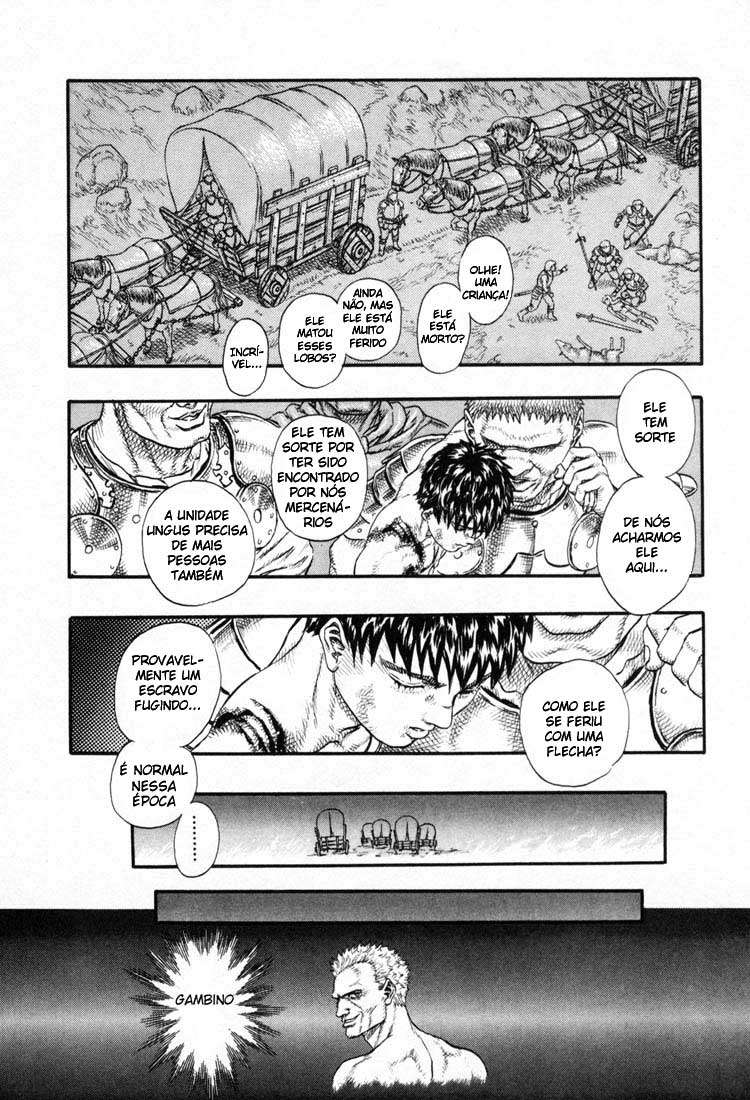 OLHE!
UMA
CRIANÇA!
ELE
ESTÁ
MORTO?
AINDA
NÃO, MAS
ELE ESTÁ
MUITO
FERIDO
ELE
MATOU
ESSES
LOBOS?
INCRÍ-
VEL...
ELE
TEM
SORTE
DE NÓS
ACHARMOS
ELE
AQUI...
ELE TEM
SORTE POR
TER SIDO
ENCONTRADO
POR NÓS
MERCENÁ-
RIOS
A UNIDADE
LINGUS PRECISA
DE MAIS
PESSOAS
TAMBÉM
COMO ELE
SE FERIU
COM UMA
FLECHA?
PROVAVEL-
MENTE UM
ESCRAVO
FUGINDO...
É NORMAL
NESSA
ÉPOCA
.........
GAMBINO